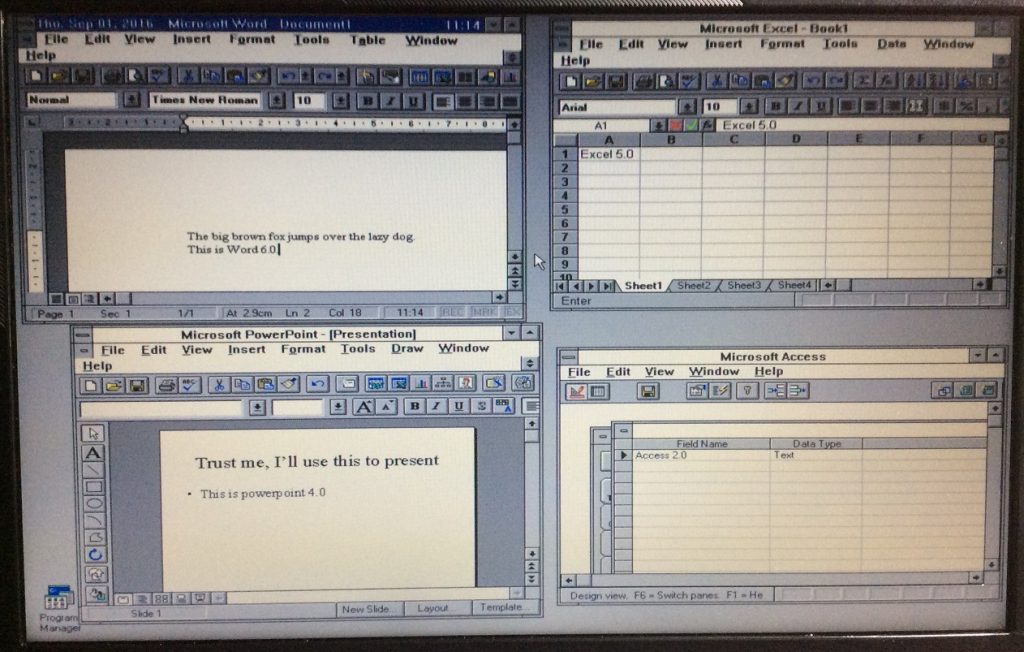 Thu, Sep 01, 2016 Microsoft Word - Document1 11:14
File Edit View Insert Format Tools Table Window
Help
Normal Times New Roman 10 B I U
The big brown fox jumps over the lazy dog.
This is Word 6.0
Page 1 Sec 1 1/1 At 2.9cm Ln 2 Col 18 11:14 REC MRK EX
Microsoft Excel - Book1
File Edit View Insert Format Tools Data Window
Help
Arial 10 B I U %
A1 Excel 5.0
A B C D E F G
1 Excel 5.0
2
3
4
5
6
7
8
9
10
Sheet1 Sheet2 Sheet3 Sheet4
Enter
Microsoft PowerPoint - [Presentation]
File Edit View Insert Format Tools Draw Window
Help
A A B I U S
A
Trust me, I'll use this to present
• This is powerpoint 4.0
Slide 1 New Slide... Layout... Template...
Microsoft Access
File Edit View Window Help
Field Name Data Type
Access 2.0 Text
Design view. F6 = Switch panes. F1 = He
Program
Manager